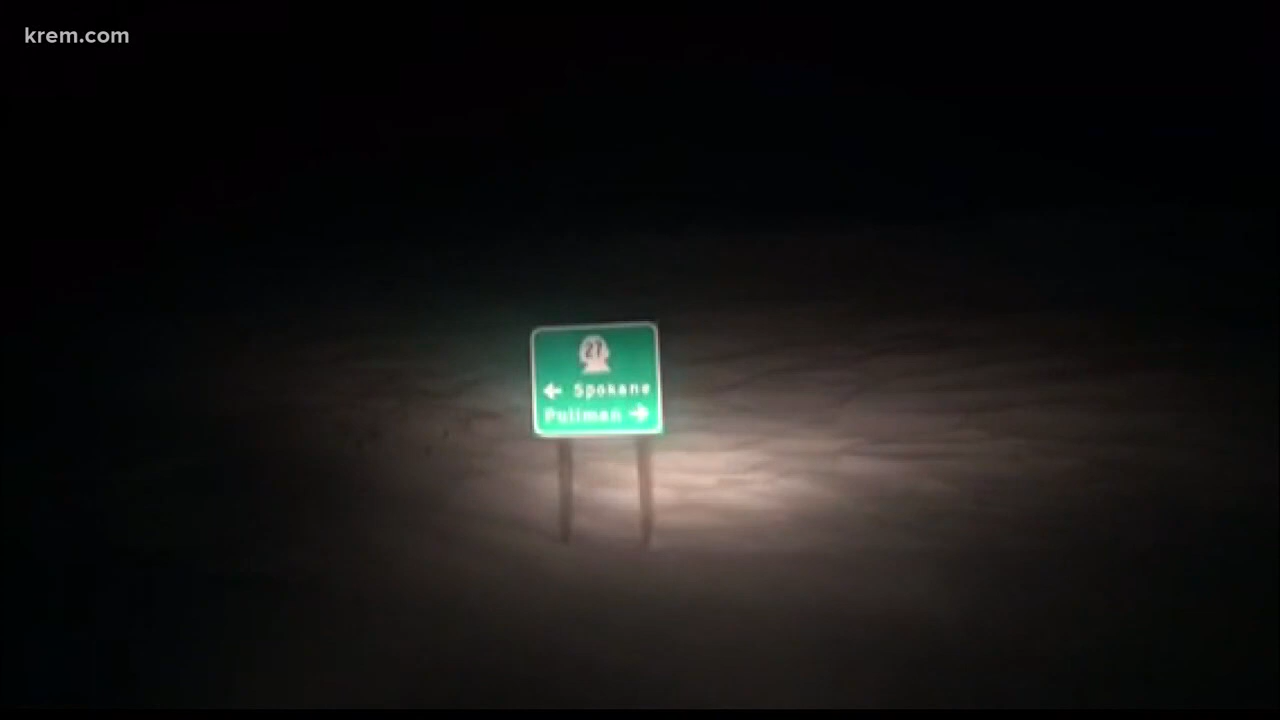 krem.com
27
← Spokane
Pullman →